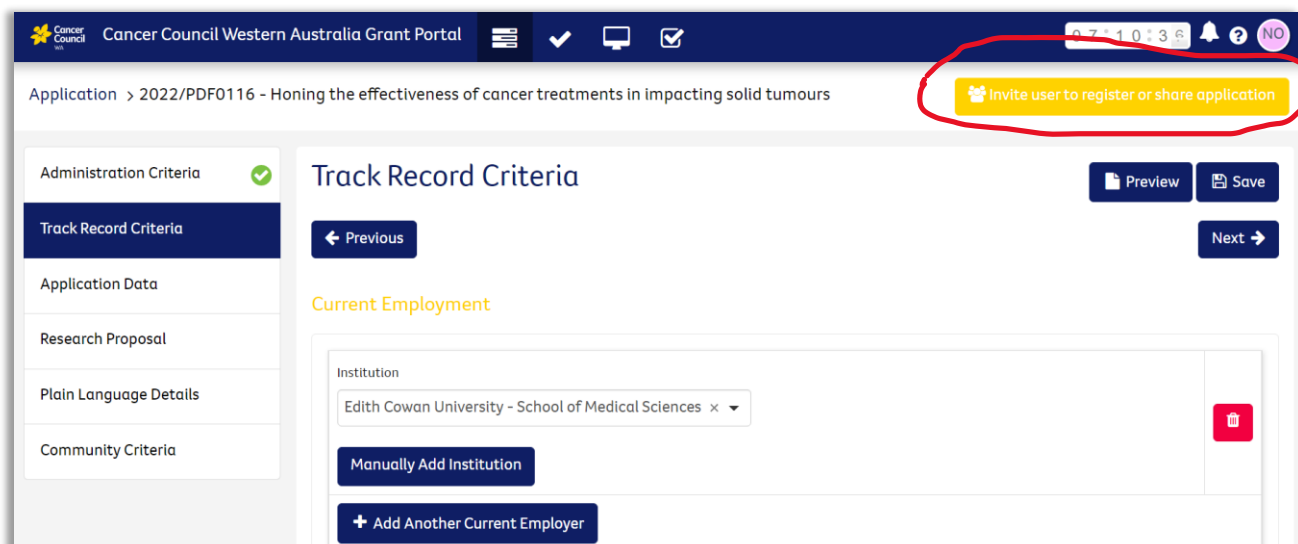 Cancer
Council
WA
Cancer Council Western Australia Grant Portal
07:10:36
NO
Application > 2022/PDF0116 - Honing the effectiveness of cancer treatments in impacting solid tumours
Invite user to register or share application
Administration Criteria
Track Record Criteria
Application Data
Research Proposal
Plain Language Details
Community Criteria
Track Record Criteria
Preview
Save
Previous
Next
Current Employment
Institution
Edith Cowan University - School of Medical Sciences ×
Manually Add Institution
+ Add Another Current Employer